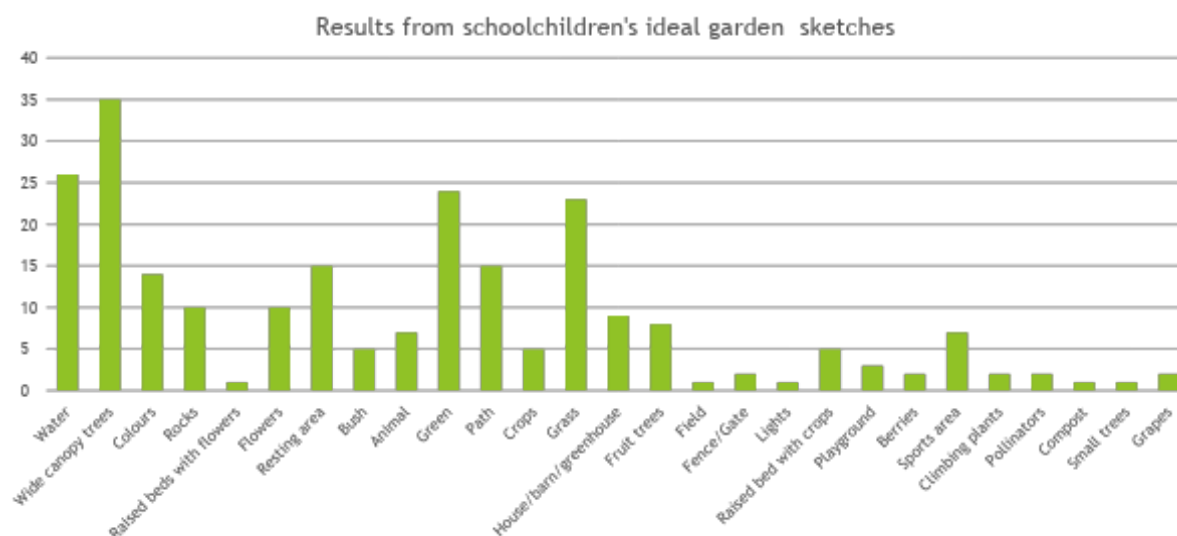 Results from schoolchildren's ideal garden sketches
40
35
30
25
20
15
10
5
0
Water
Wide canopy trees
Colours
Rocks
Raised beds with flowers
Flowers
Resting area
Bush
Animal
Green
Path
Crops
Grass
House/barn/greenhouse
Fruit trees
Field
Fence/Gate
Lights
Raised bed with crops
Playground
Berries
Sports area
Climbing plants
Pollinators
Compost
Small trees
Grapes